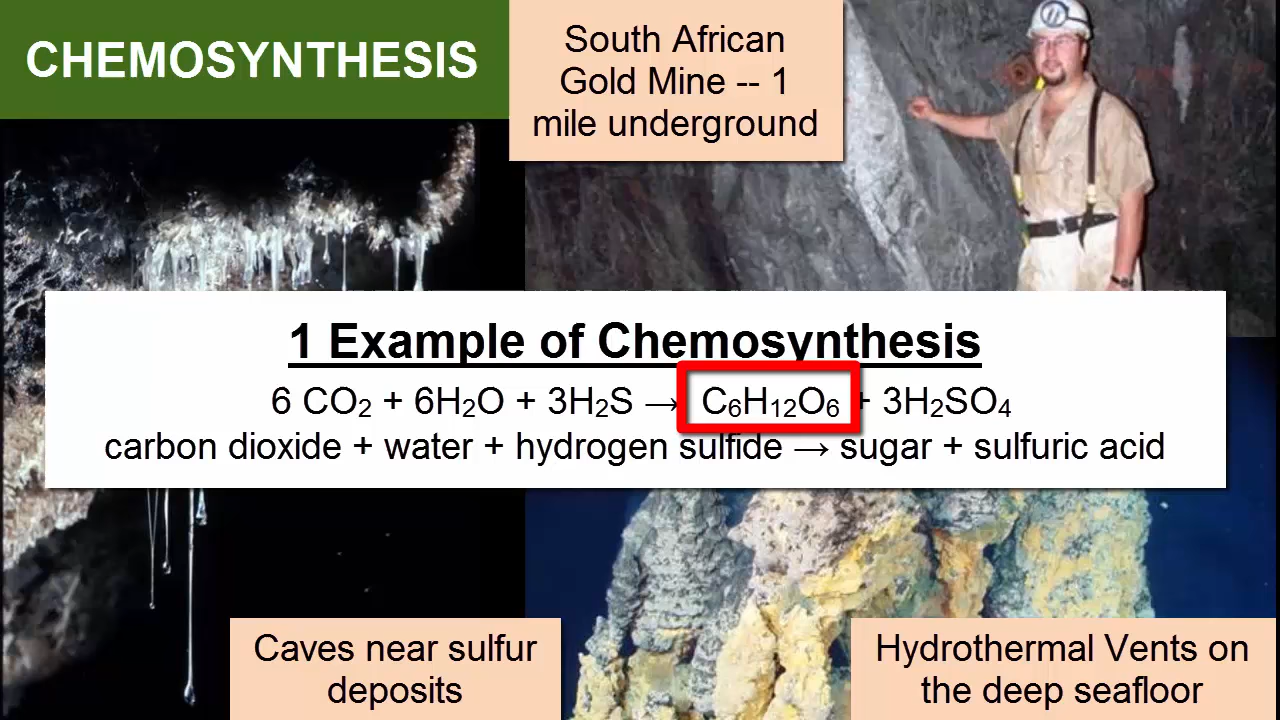 CHEMOSYNTHESIS
South African
Gold Mine -- 1
mile underground
1 Example of Chemosynthesis
6 CO₂ + 6H₂O + 3H₂S → C₆H₁₂O₆ + 3H₂SO₄
carbon dioxide + water + hydrogen sulfide → sugar + sulfuric acid
Caves near sulfur
deposits
Hydrothermal Vents on
the deep seafloor